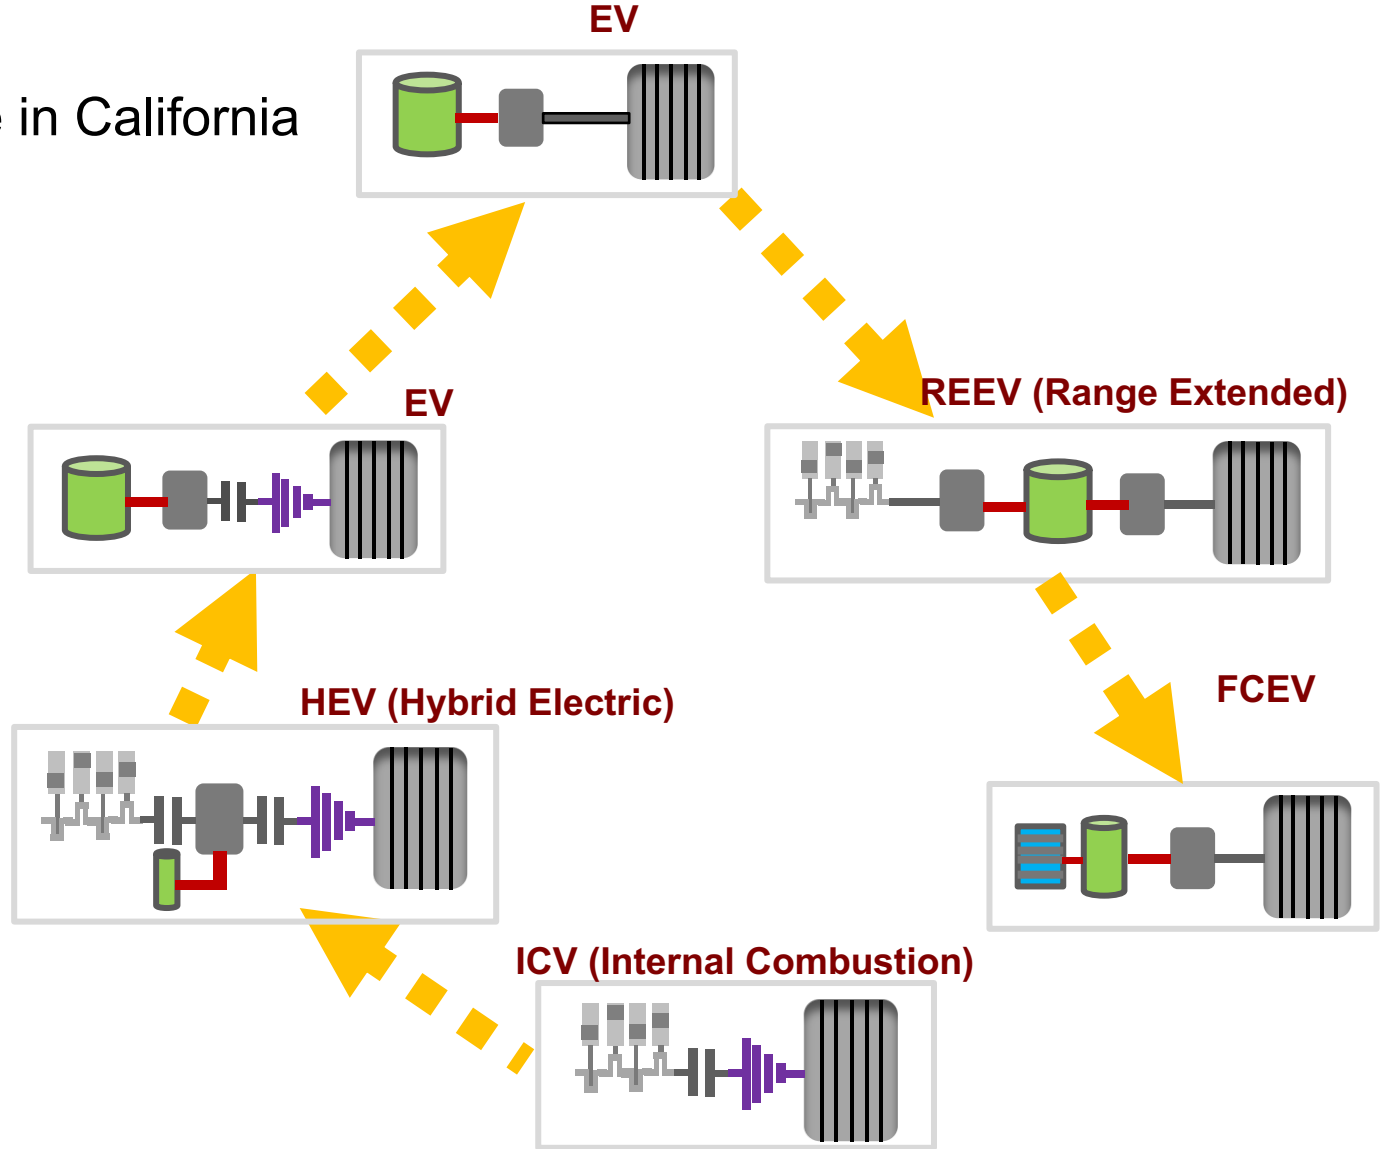 EV
in California
EV
REEV (Range Extended)
HEV (Hybrid Electric)
FCEV
ICV (Internal Combustion)